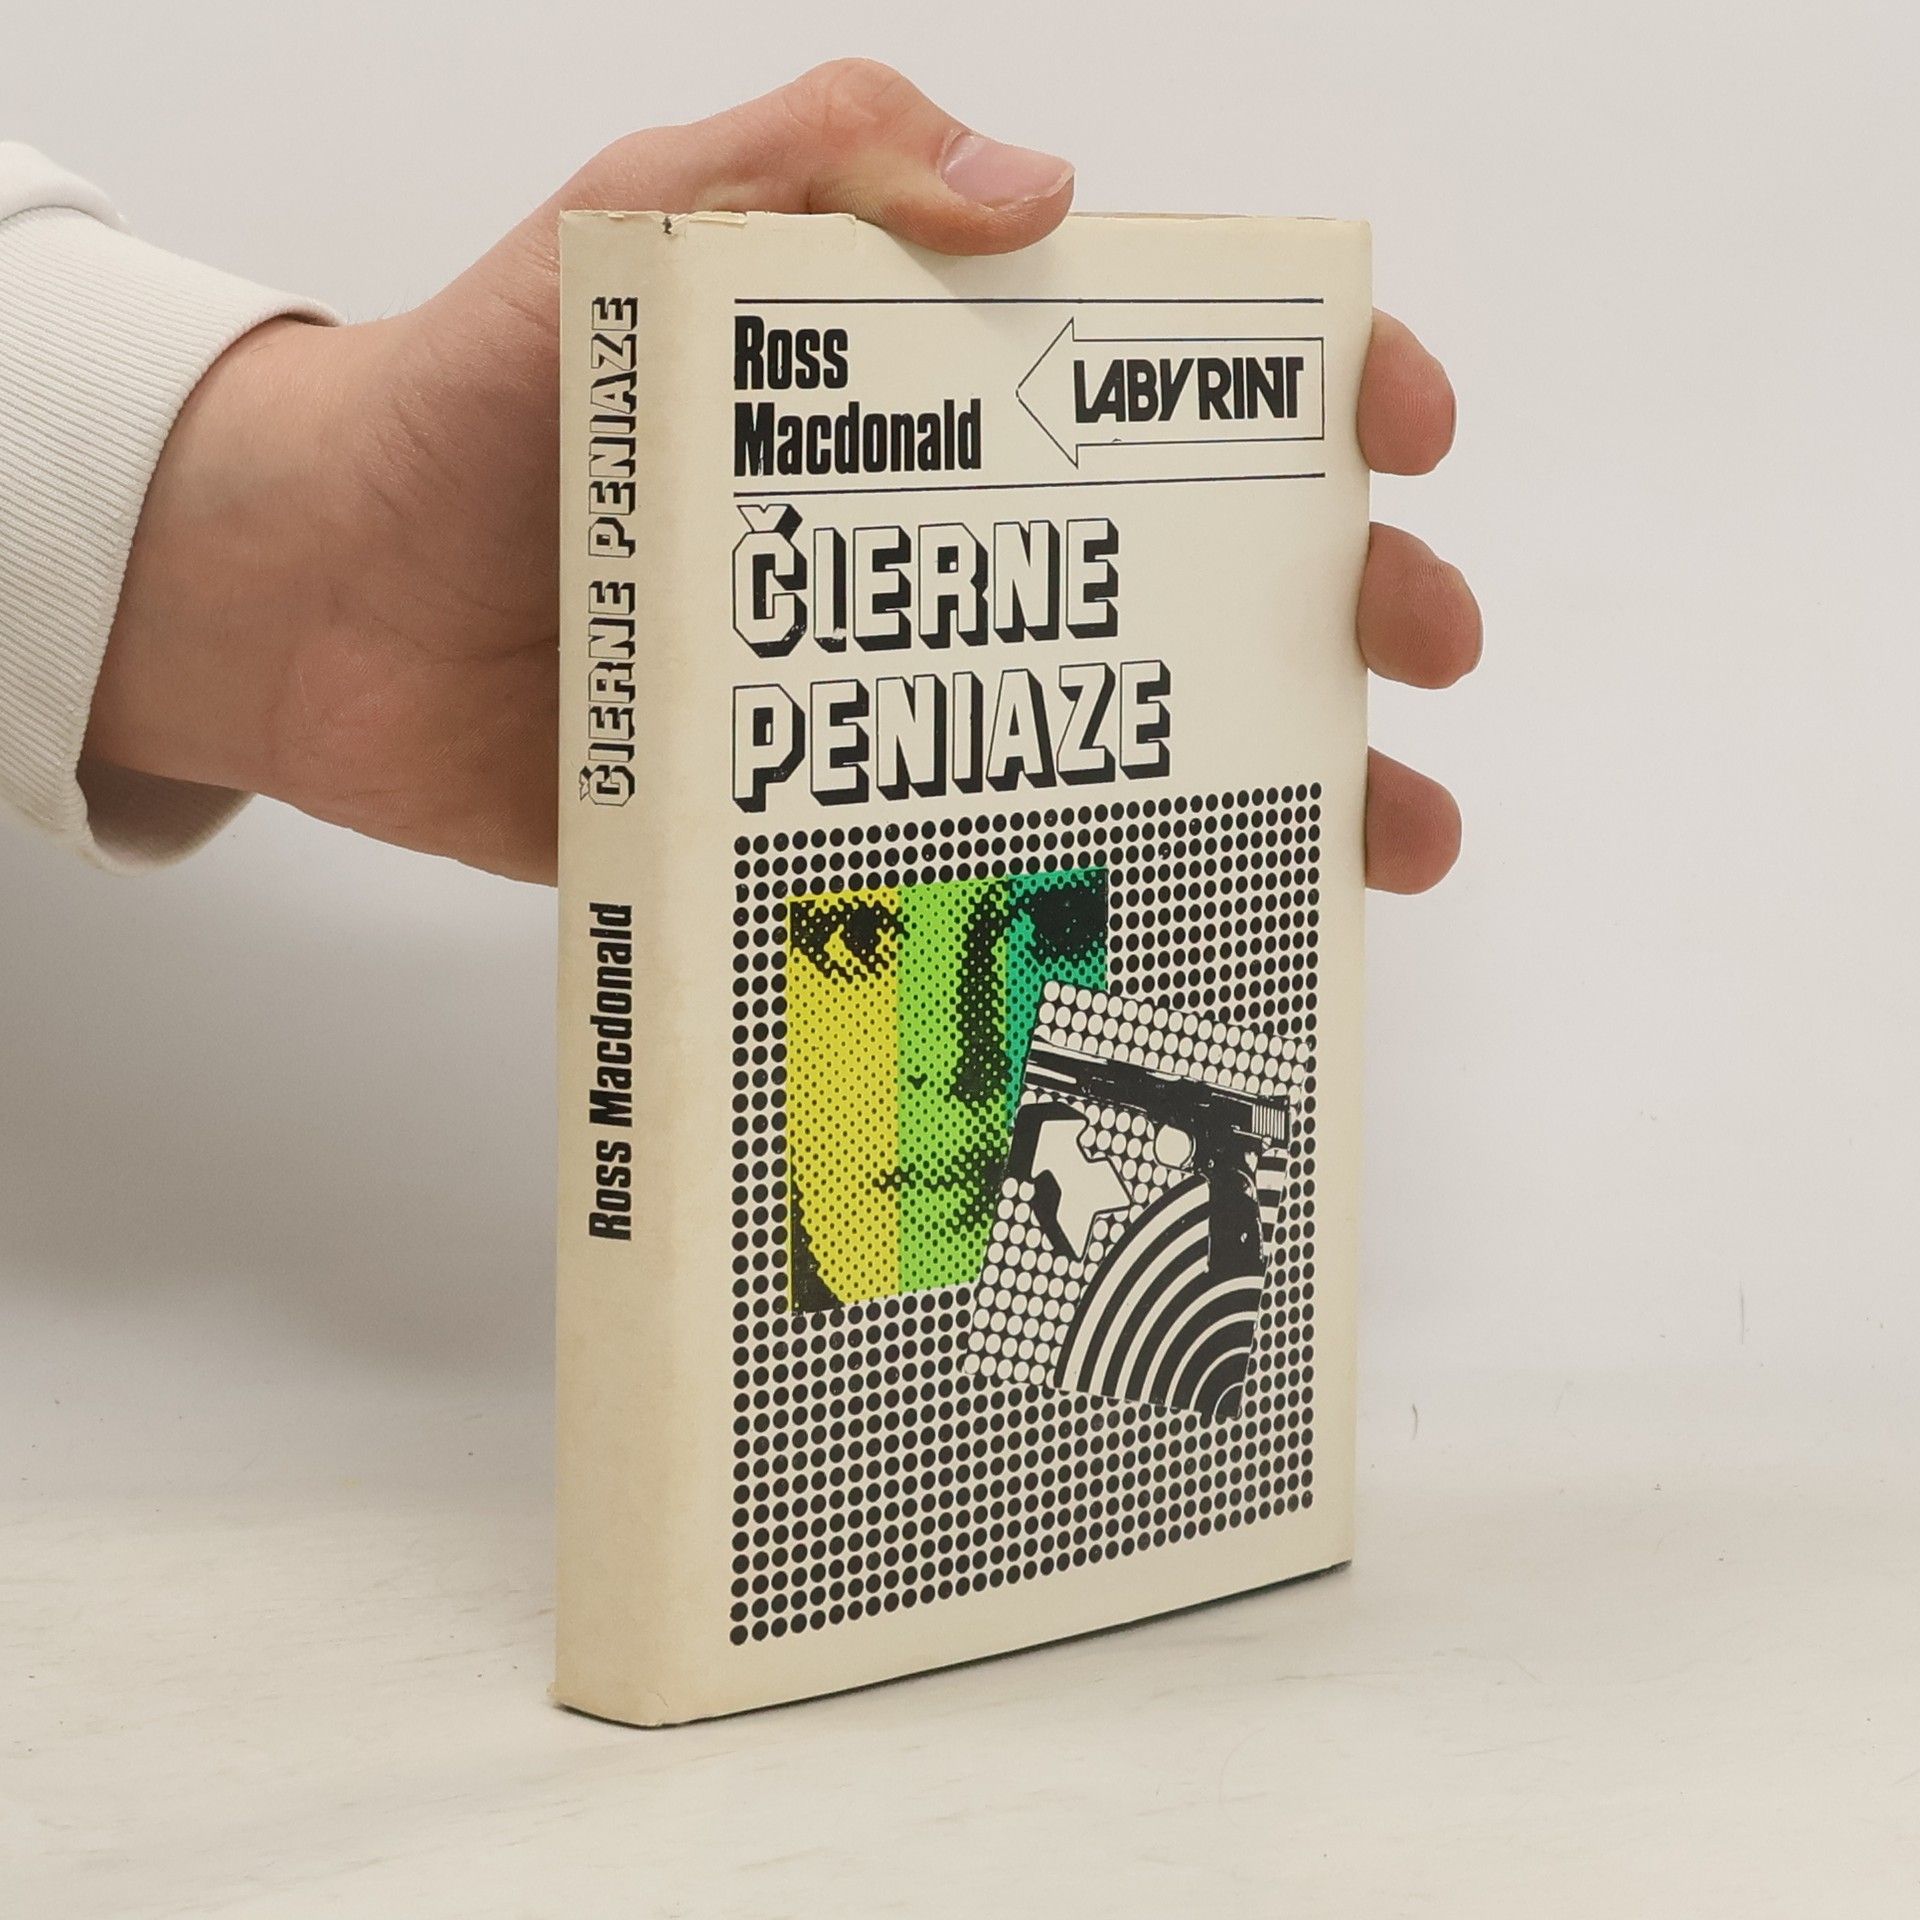 Ross
Macdonald
LABYRINT
ČIERNE
PENIAZE
Ross Macdonald ČIERNE PENIAZE